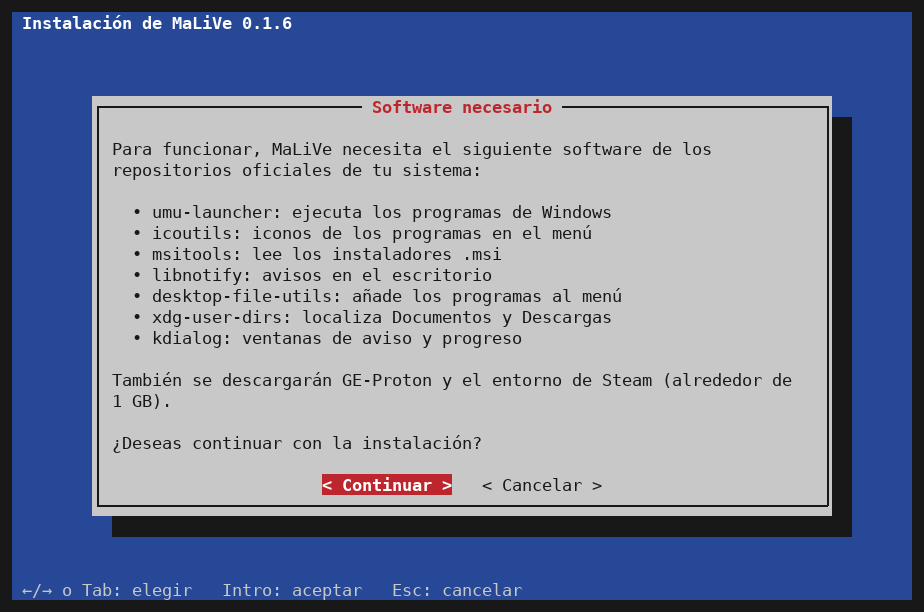 Instalación de MaLiVe 0.1.6
Software necesario
Para funcionar, MaLiVe necesita el siguiente software de los
repositorios oficiales de tu sistema:
• umu-launcher: ejecuta los programas de Windows
• icoutils: iconos de los programas en el menú
• msitools: lee los instaladores .msi
• libnotify: avisos en el escritorio
• desktop-file-utils: añade los programas al menú
• xdg-user-dirs: localiza Documentos y Descargas
• kdialog: ventanas de aviso y progreso
También se descargarán GE-Proton y el entorno de Steam (alrededor de
1 GB).
¿Deseas continuar con la instalación?
< Continuar >   < Cancelar >
←/→ o Tab: elegir   Intro: aceptar   Esc: cancelar